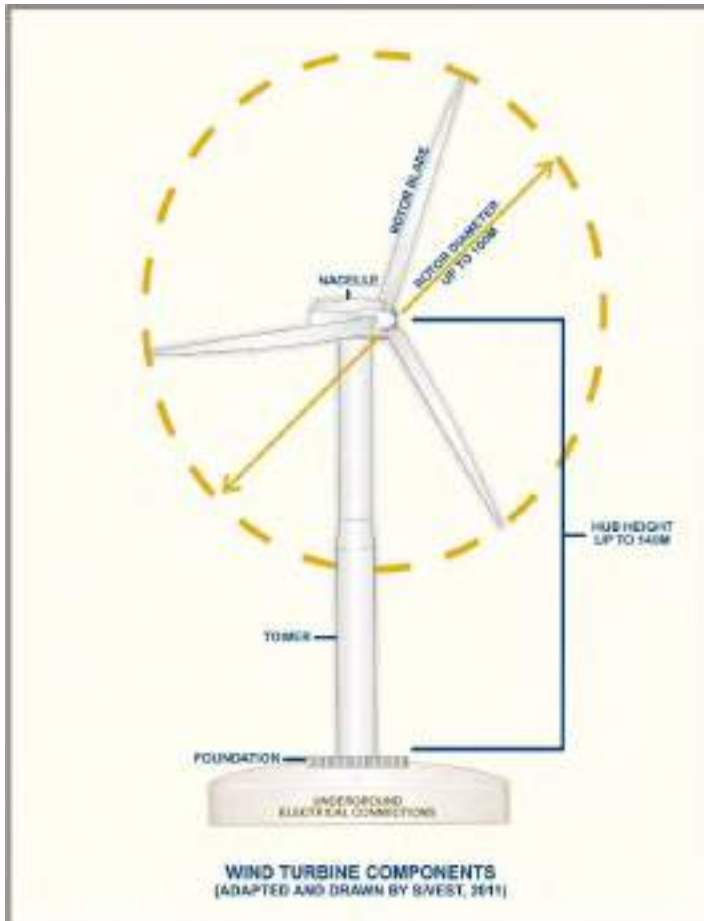 ROTOR BLADE
ROTOR DIAMETER
UP TO 100M
NACELLE
HUB HEIGHT
UP TO 140M
TOWER
FOUNDATION
UNDERGROUND
ELECTRICAL CONNECTIONS
WIND TURBINE COMPONENTS
(ADAPTED AND DRAWN BY SIVEST, 2011)